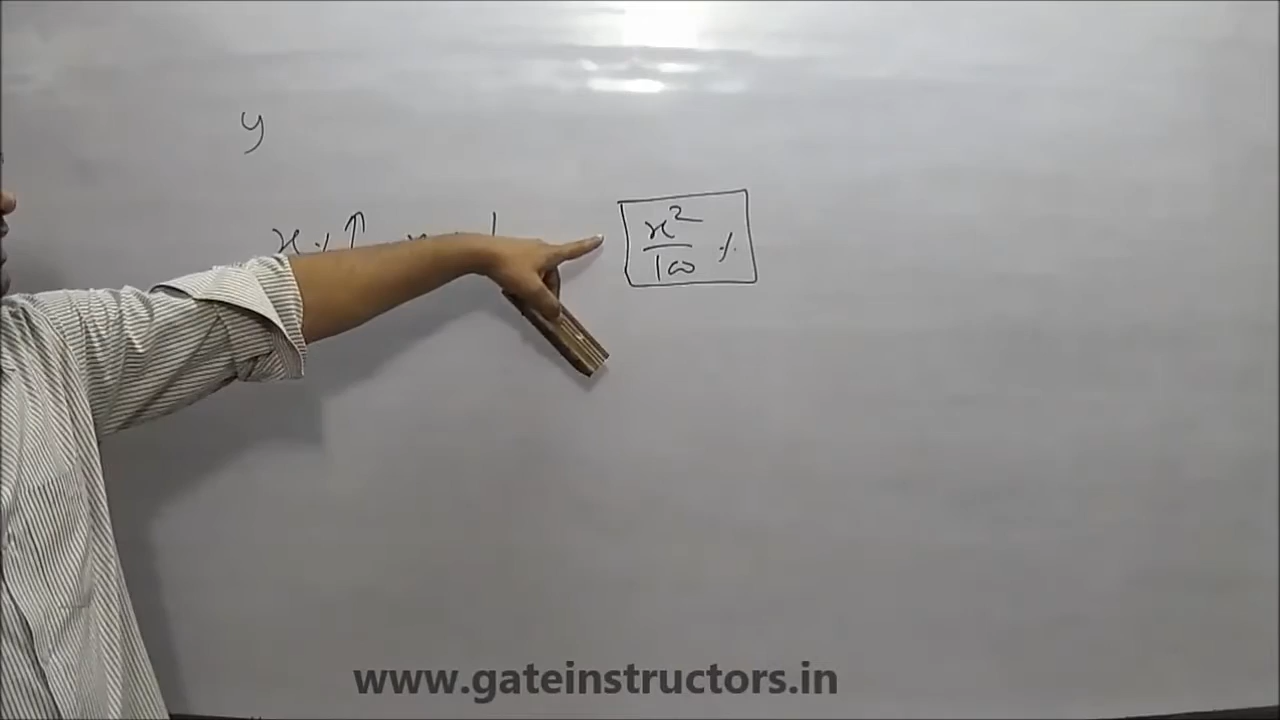 y
x % ↑
x²/100 %
www.gateinstructors.in